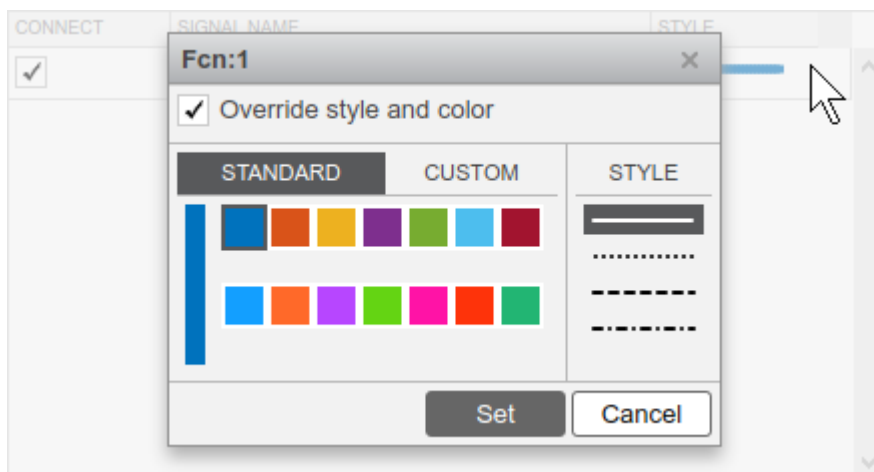 CONNECT
SIGNAL NAME
STYLE
Fcn:1
Override style and color
STANDARD
CUSTOM
STYLE
Set
Cancel